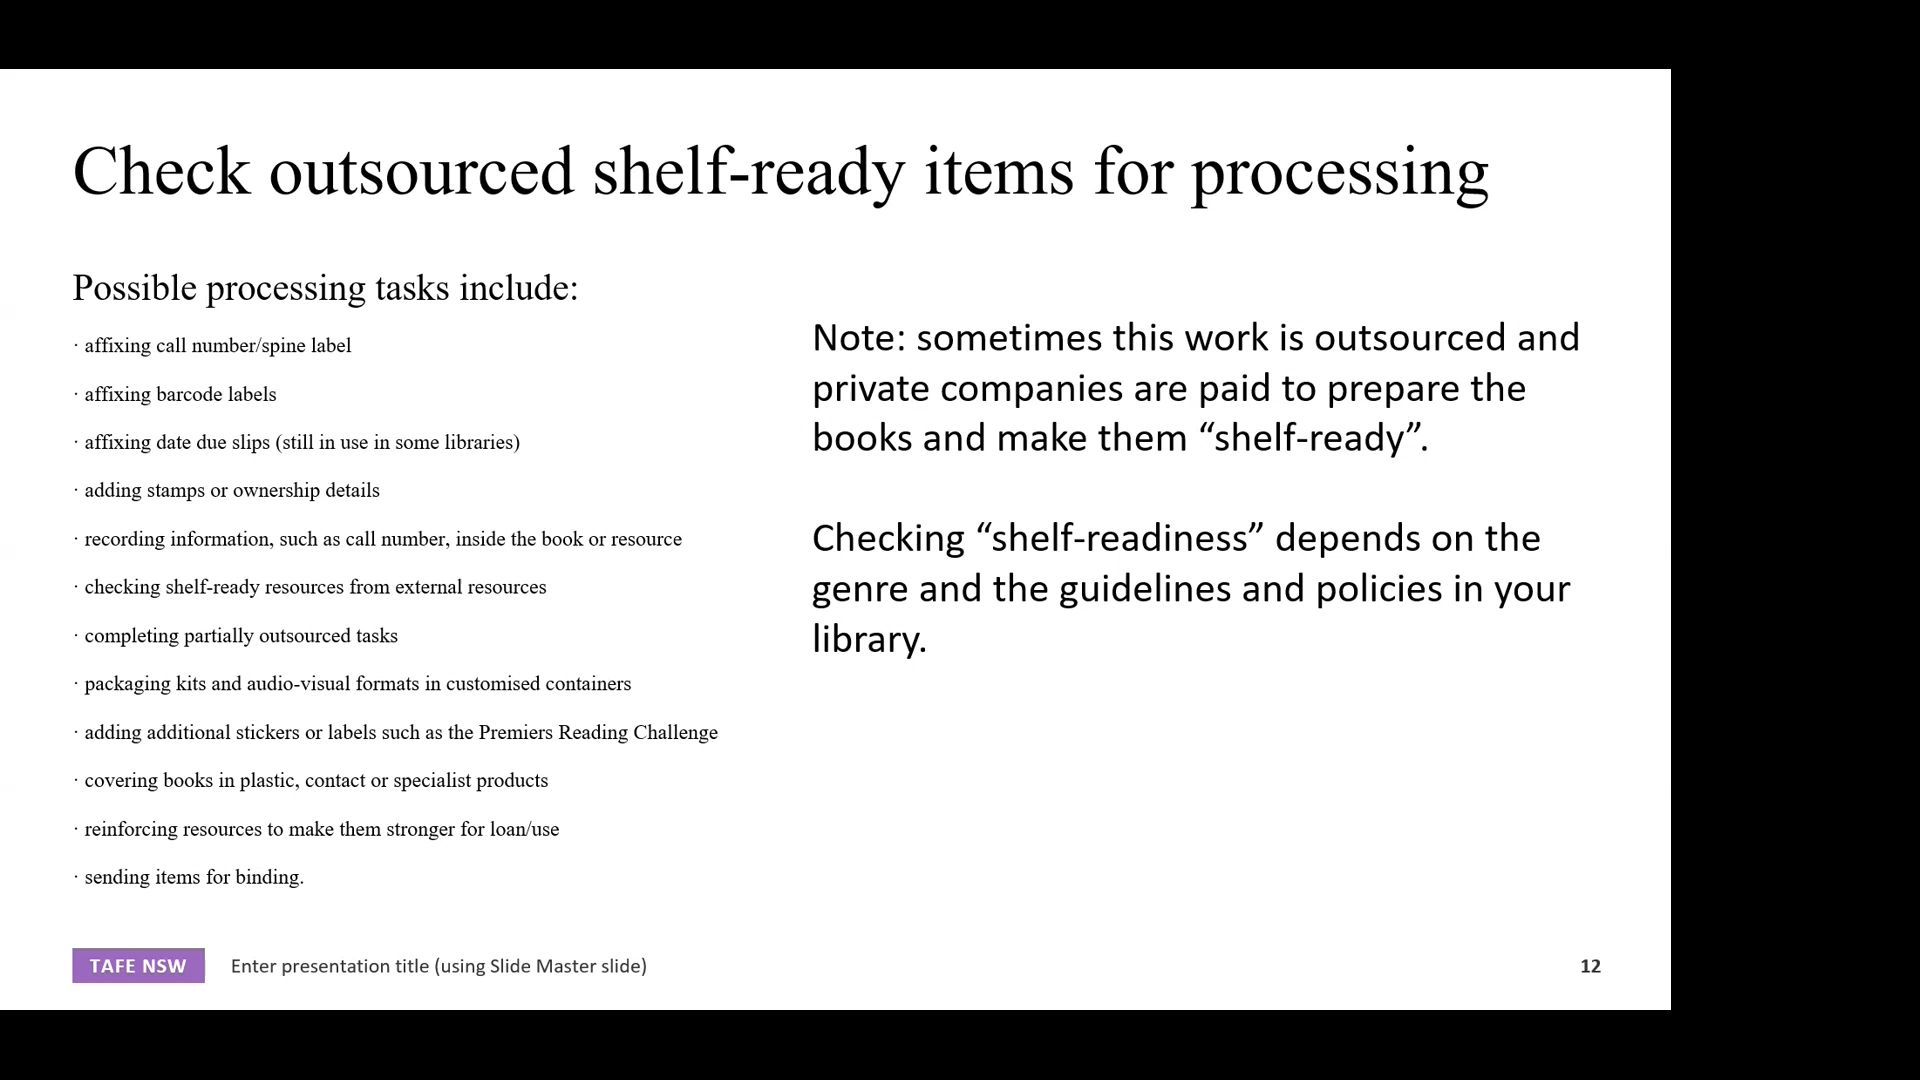 Check outsourced shelf-ready items for processing
Possible processing tasks include:
· affixing call number/spine label
· affixing barcode labels
· affixing date due slips (still in use in some libraries)
· adding stamps or ownership details
· recording information, such as call number, inside the book or resource
· checking shelf-ready resources from external resources
· completing partially outsourced tasks
· packaging kits and audio-visual formats in customised containers
· adding additional stickers or labels such as the Premiers Reading Challenge
· covering books in plastic, contact or specialist products
· reinforcing resources to make them stronger for loan/use
· sending items for binding.
Note: sometimes this work is outsourced and
private companies are paid to prepare the
books and make them “shelf-ready”.
Checking “shelf-readiness” depends on the
genre and the guidelines and policies in your
library.
TAFE NSW
Enter presentation title (using Slide Master slide)
12